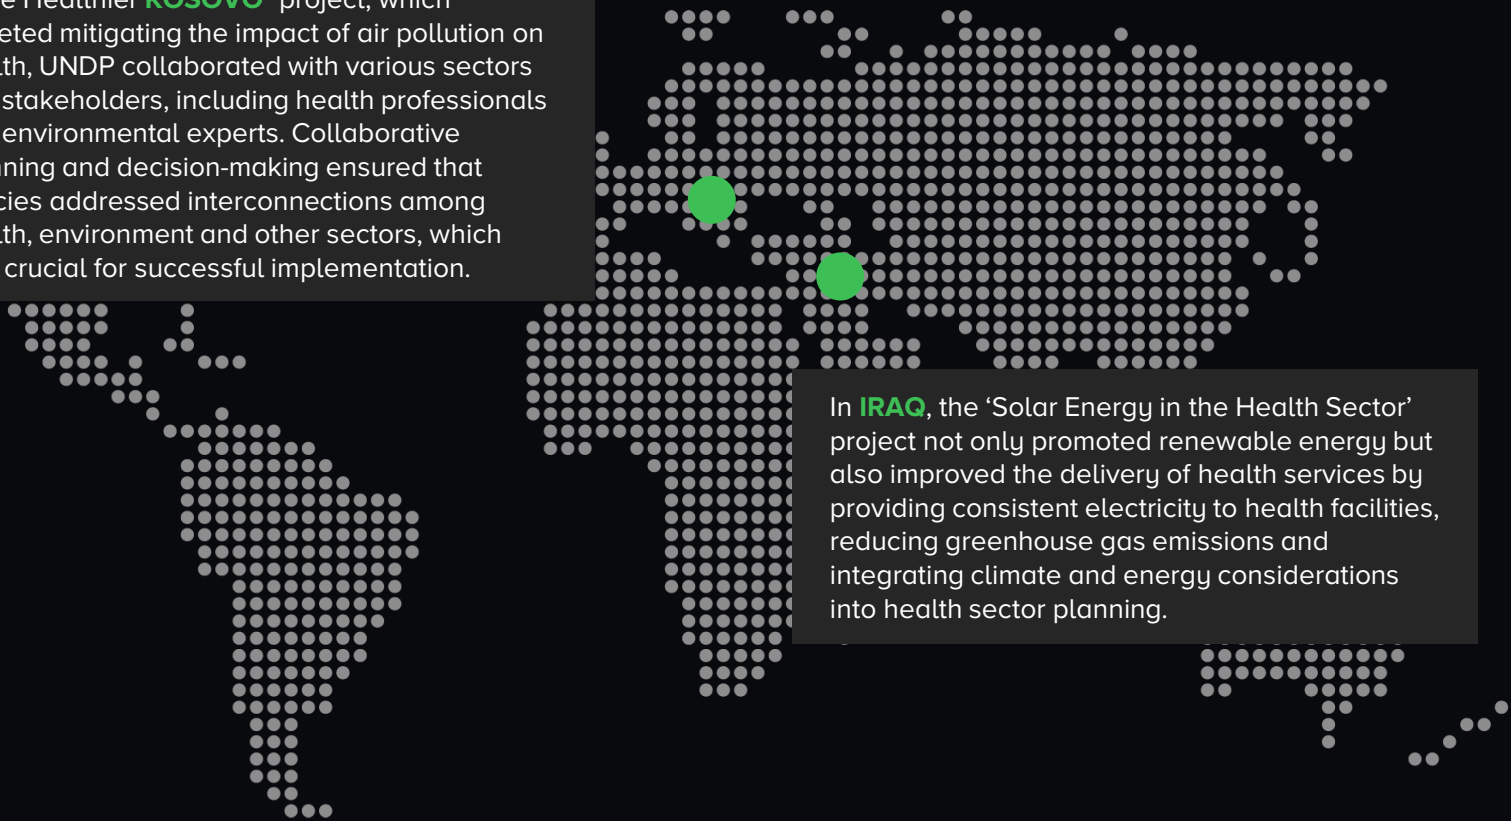 Healthier KOSOVO* project, which
eted mitigating the impact of air pollution on
lth, UNDP collaborated with various sectors
stakeholders, including health professionals
environmental experts. Collaborative
nning and decision-making ensured that
cies addressed interconnections among
lth, environment and other sectors, which
crucial for successful implementation.
In IRAQ, the ‘Solar Energy in the Health Sector’
project not only promoted renewable energy but
also improved the delivery of health services by
providing consistent electricity to health facilities,
reducing greenhouse gas emissions and
integrating climate and energy considerations
into health sector planning.